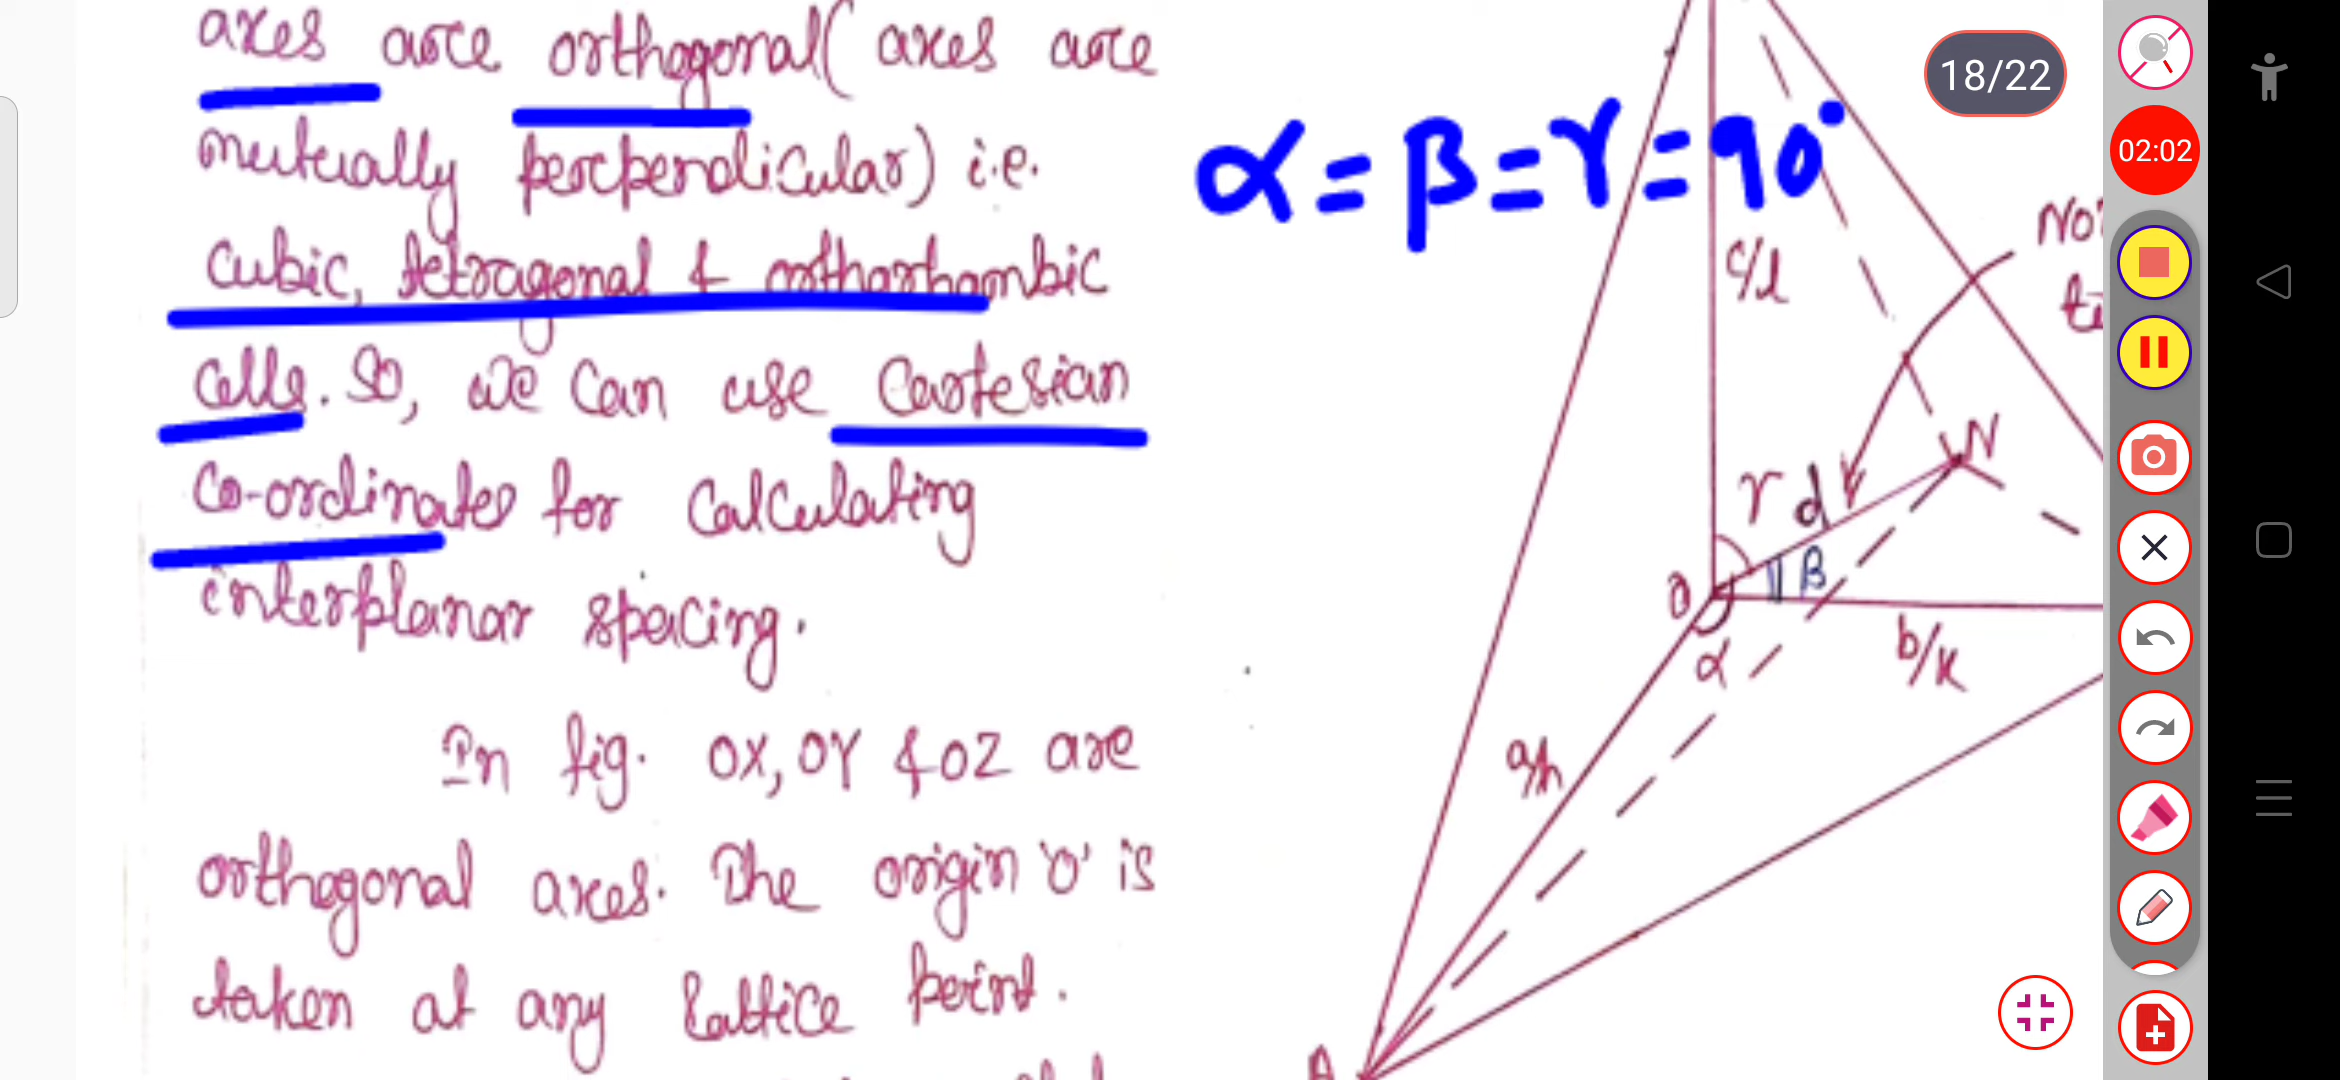 axes are orthogonal( axes are
mutually perpendicular) i.e.
Cubic, tetragonal & orthorhombic
cells. So, we can use Cartesian
Co-ordinates for Calculating
interplanar spacing.
In fig. OX, OY & OZ are
orthogonal axes. The origin 'O' is
taken at any lattice point.
α = β = γ = 90°
18/22
02:02
c/l
N
γ d
β
O
α
b/k
a/h
A